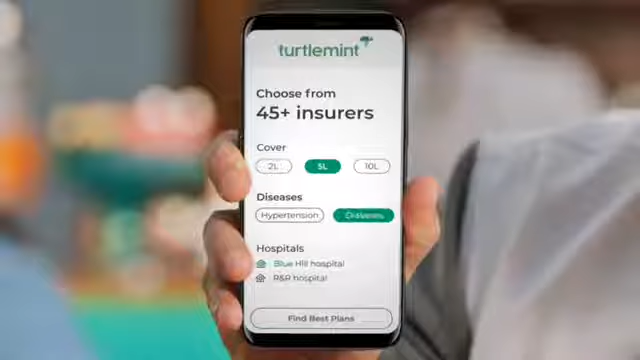 turtlemint
Choose from
45+ insurers
Cover
2L 5L 10L
Diseases
Hypertension Diabetes
Hospitals
Blue Hill hospital
R&R hospital
Find Best Plans